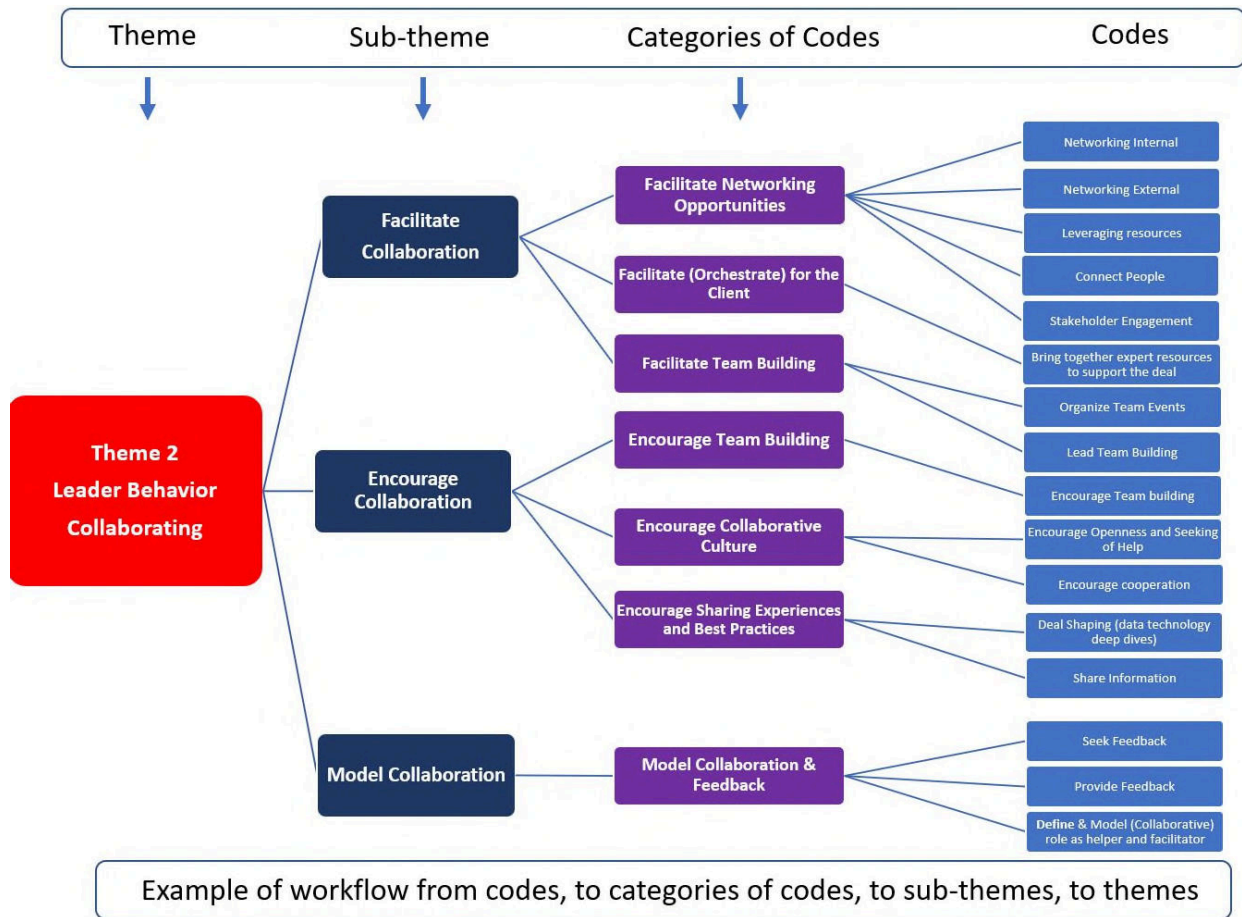 Theme
Sub-theme
Categories of Codes
Codes
Theme 2
Leader Behavior
Collaborating
Facilitate
Collaboration
Encourage
Collaboration
Model Collaboration
Facilitate Networking
Opportunities
Facilitate (Orchestrate) for the
Client
Facilitate Team Building
Encourage Team Building
Encourage Collaborative
Culture
Encourage Sharing Experiences
and Best Practices
Model Collaboration &
Feedback
Networking Internal
Networking External
Leveraging resources
Connect People
Stakeholder Engagement
Bring together expert resources
to support the deal
Organize Team Events
Lead Team Building
Encourage Team building
Encourage Openness and Seeking
of Help
Encourage cooperation
Deal Shaping (data technology
deep dives)
Share Information
Seek Feedback
Provide Feedback
Define & Model (Collaborative)
role as helper and facilitator
Example of workflow from codes, to categories of codes, to sub-themes, to themes